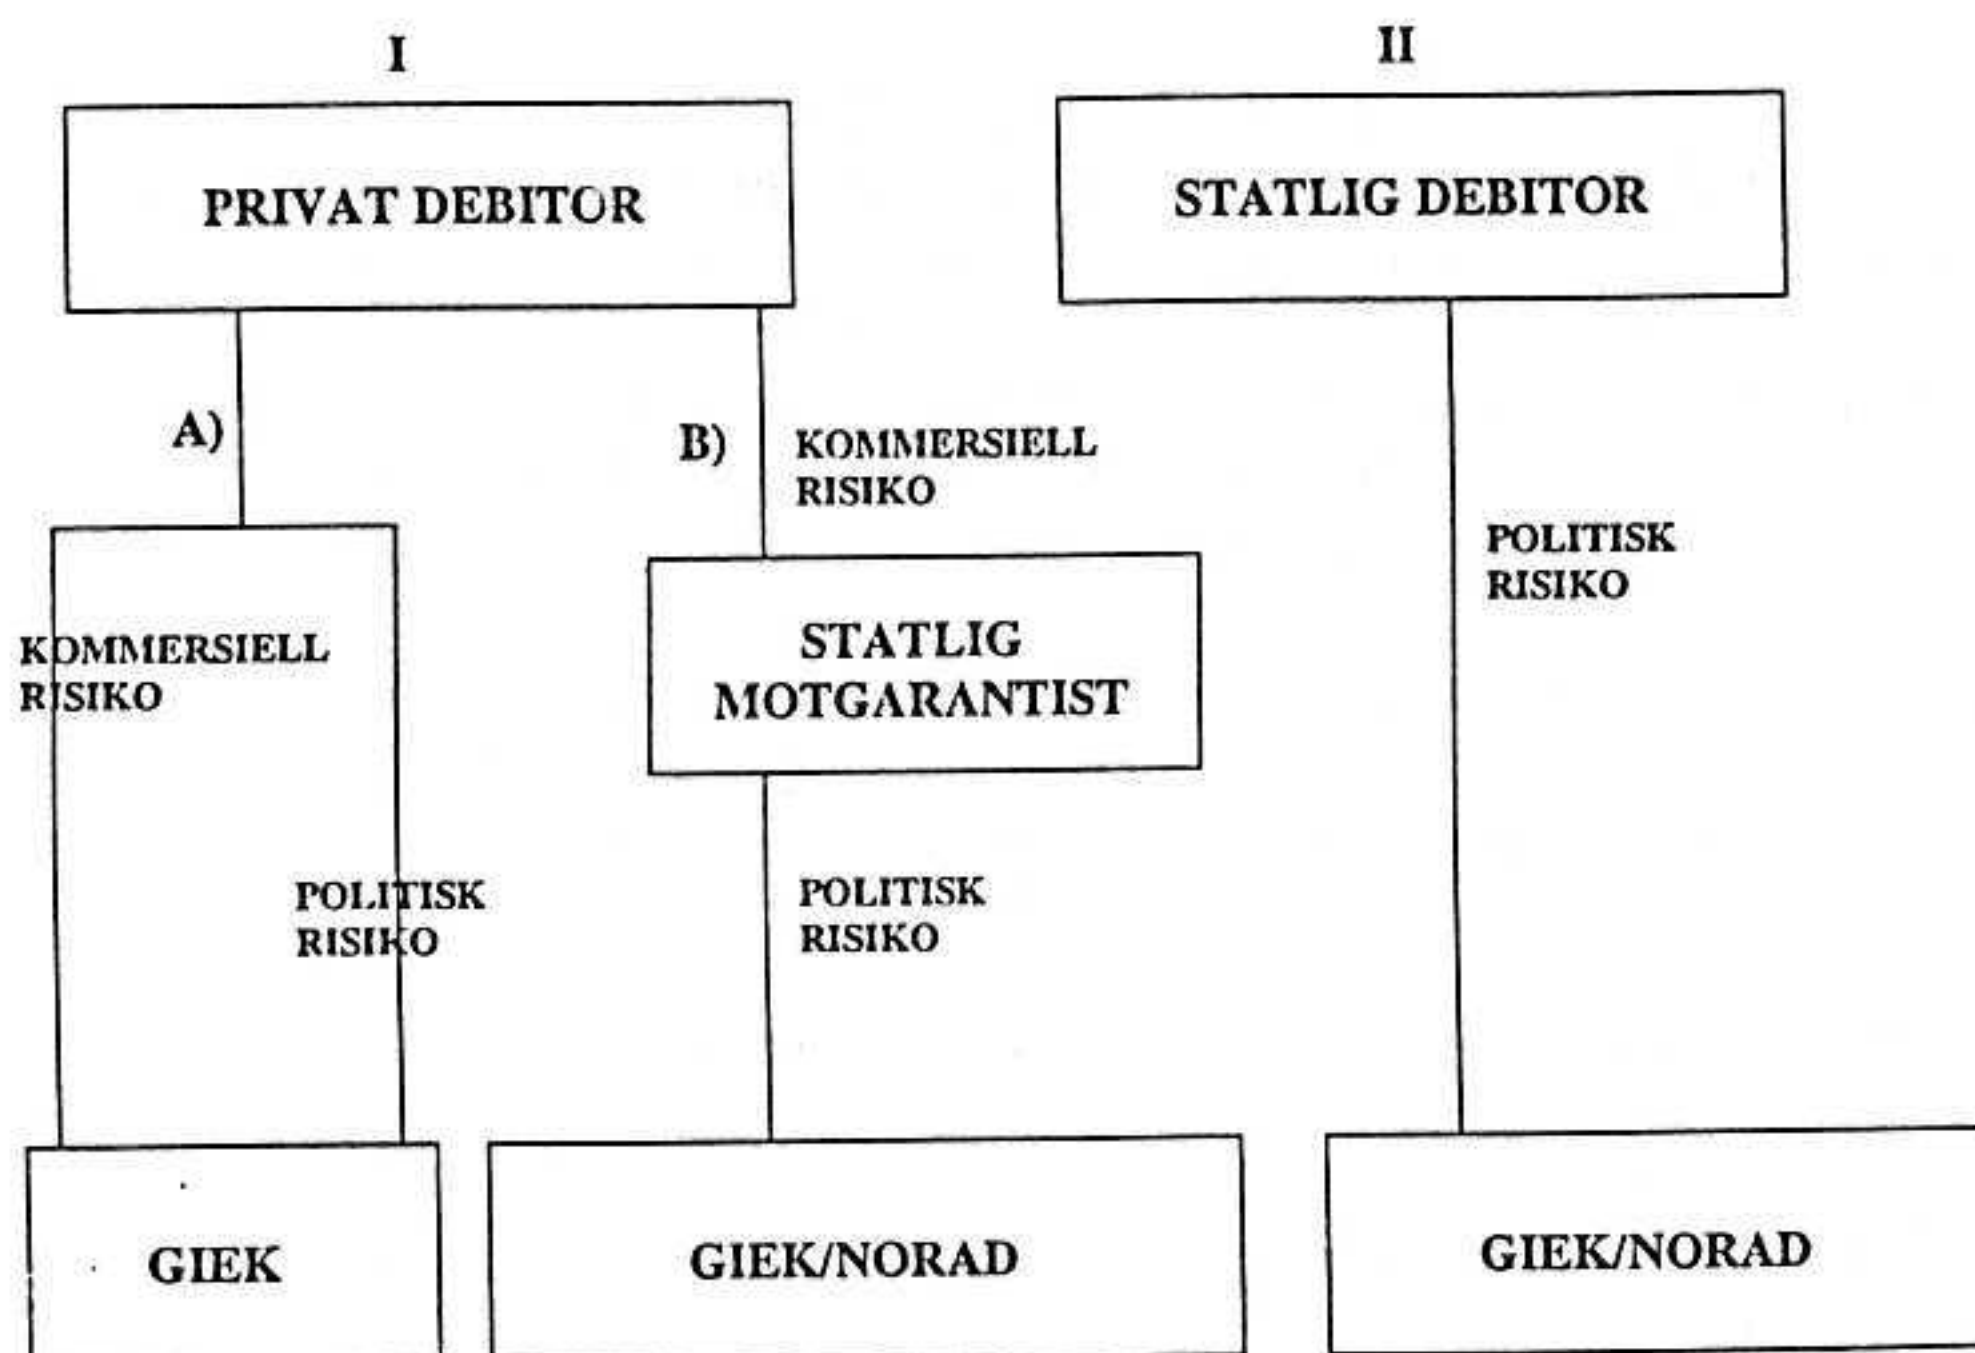 I
II
PRIVAT DEBITOR
STATLIG DEBITOR
A)
B)
KOMMERSIELL
RISIKO
POLITISK
RISIKO
KOMMERSIELL
RISIKO
STATLIG
MOTGARANTIST
POLITISK
RISIKO
POLITISK
RISIKO
GIEK
GIEK/NORAD
GIEK/NORAD